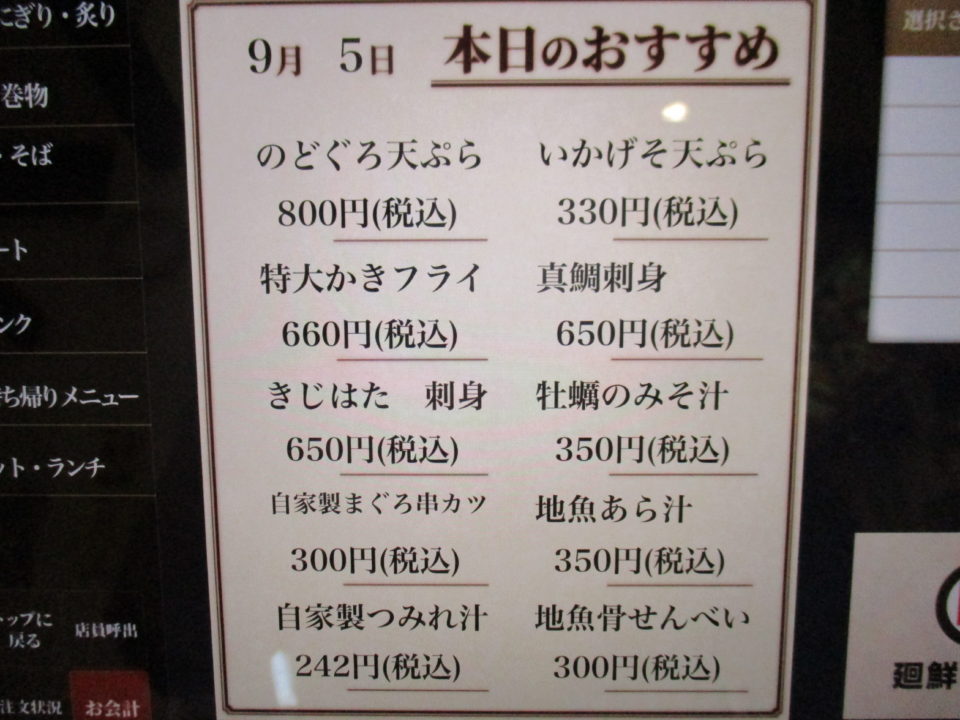 にぎり・炙り
巻物
・そば
ート
ンク
ち帰りメニュー
ット・ランチ
トップに
戻る
店員呼出
注文状況
お会計
9月 5日 本日のおすすめ
のどぐろ天ぷら
800円(税込)
いかげそ天ぷら
330円(税込)
特大かきフライ
660円(税込)
真鯛刺身
650円(税込)
きじはた 刺身
650円(税込)
牡蠣のみそ汁
350円(税込)
自家製まぐろ串カツ
300円(税込)
地魚あら汁
350円(税込)
自家製つみれ汁
242円(税込)
地魚骨せんべい
300円(税込)
選択さ
廻鮮